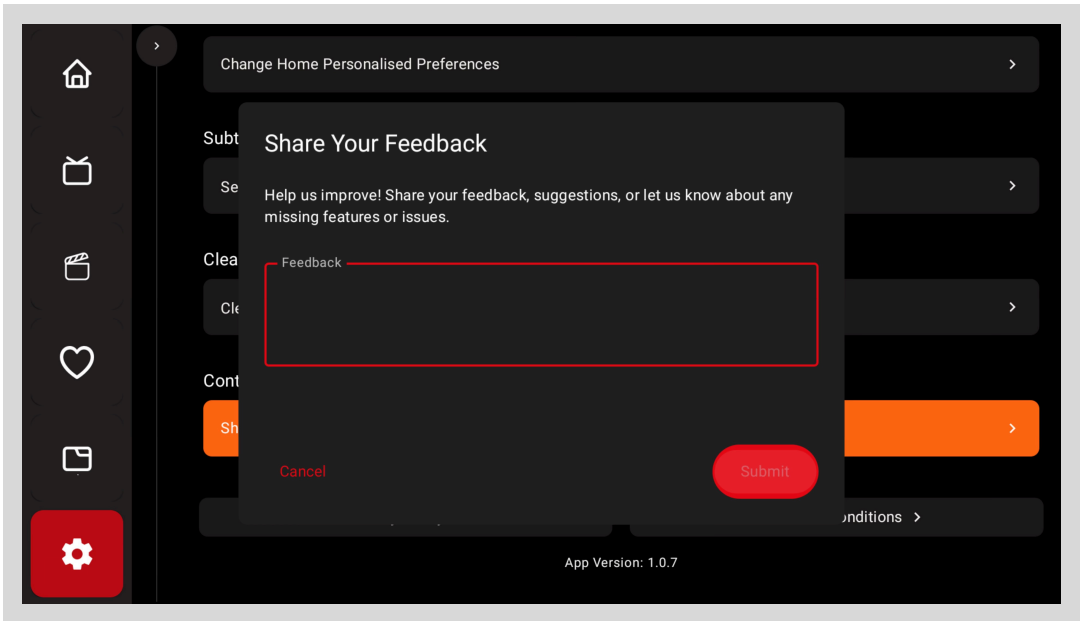 Change Home Personalised Preferences
Subt
Share Your Feedback
Se
Help us improve! Share your feedback, suggestions, or let us know about any
missing features or issues.
Clea
Feedback
Cle
Cont
Sh
Cancel
Submit
onditions
App Version: 1.0.7